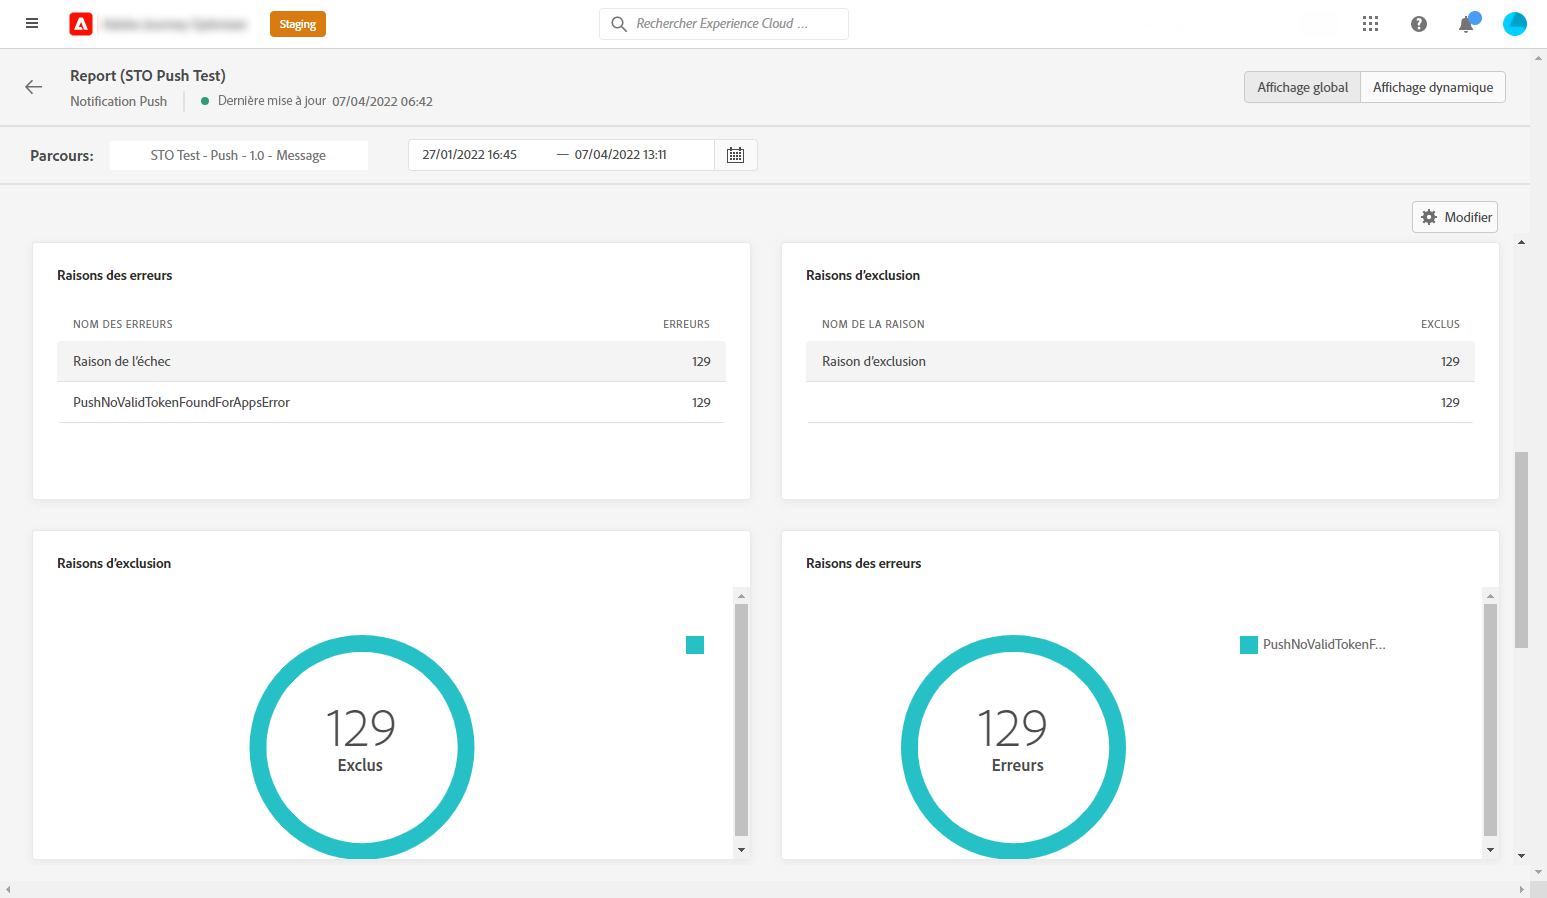 Staging
Rechercher Experience Cloud ...
Report (STO Push Test)
Notification Push
Dernière mise à jour 07/04/2022 06:42
Affichage global
Affichage dynamique
Parcours:
STO Test - Push - 1.0 - Message
27/01/2022 16:45 — 07/04/2022 13:11
Modifier
Raisons des erreurs
NOM DES ERREURS ERREURS
Raison de l'échec 129
PushNoValidTokenFoundForAppsError 129
Raisons d'exclusion
NOM DE LA RAISON EXCLUS
Raison d'exclusion 129
129
Raisons d'exclusion
129
Exclus
Raisons des erreurs
129
Erreurs
PushNoValidTokenF...